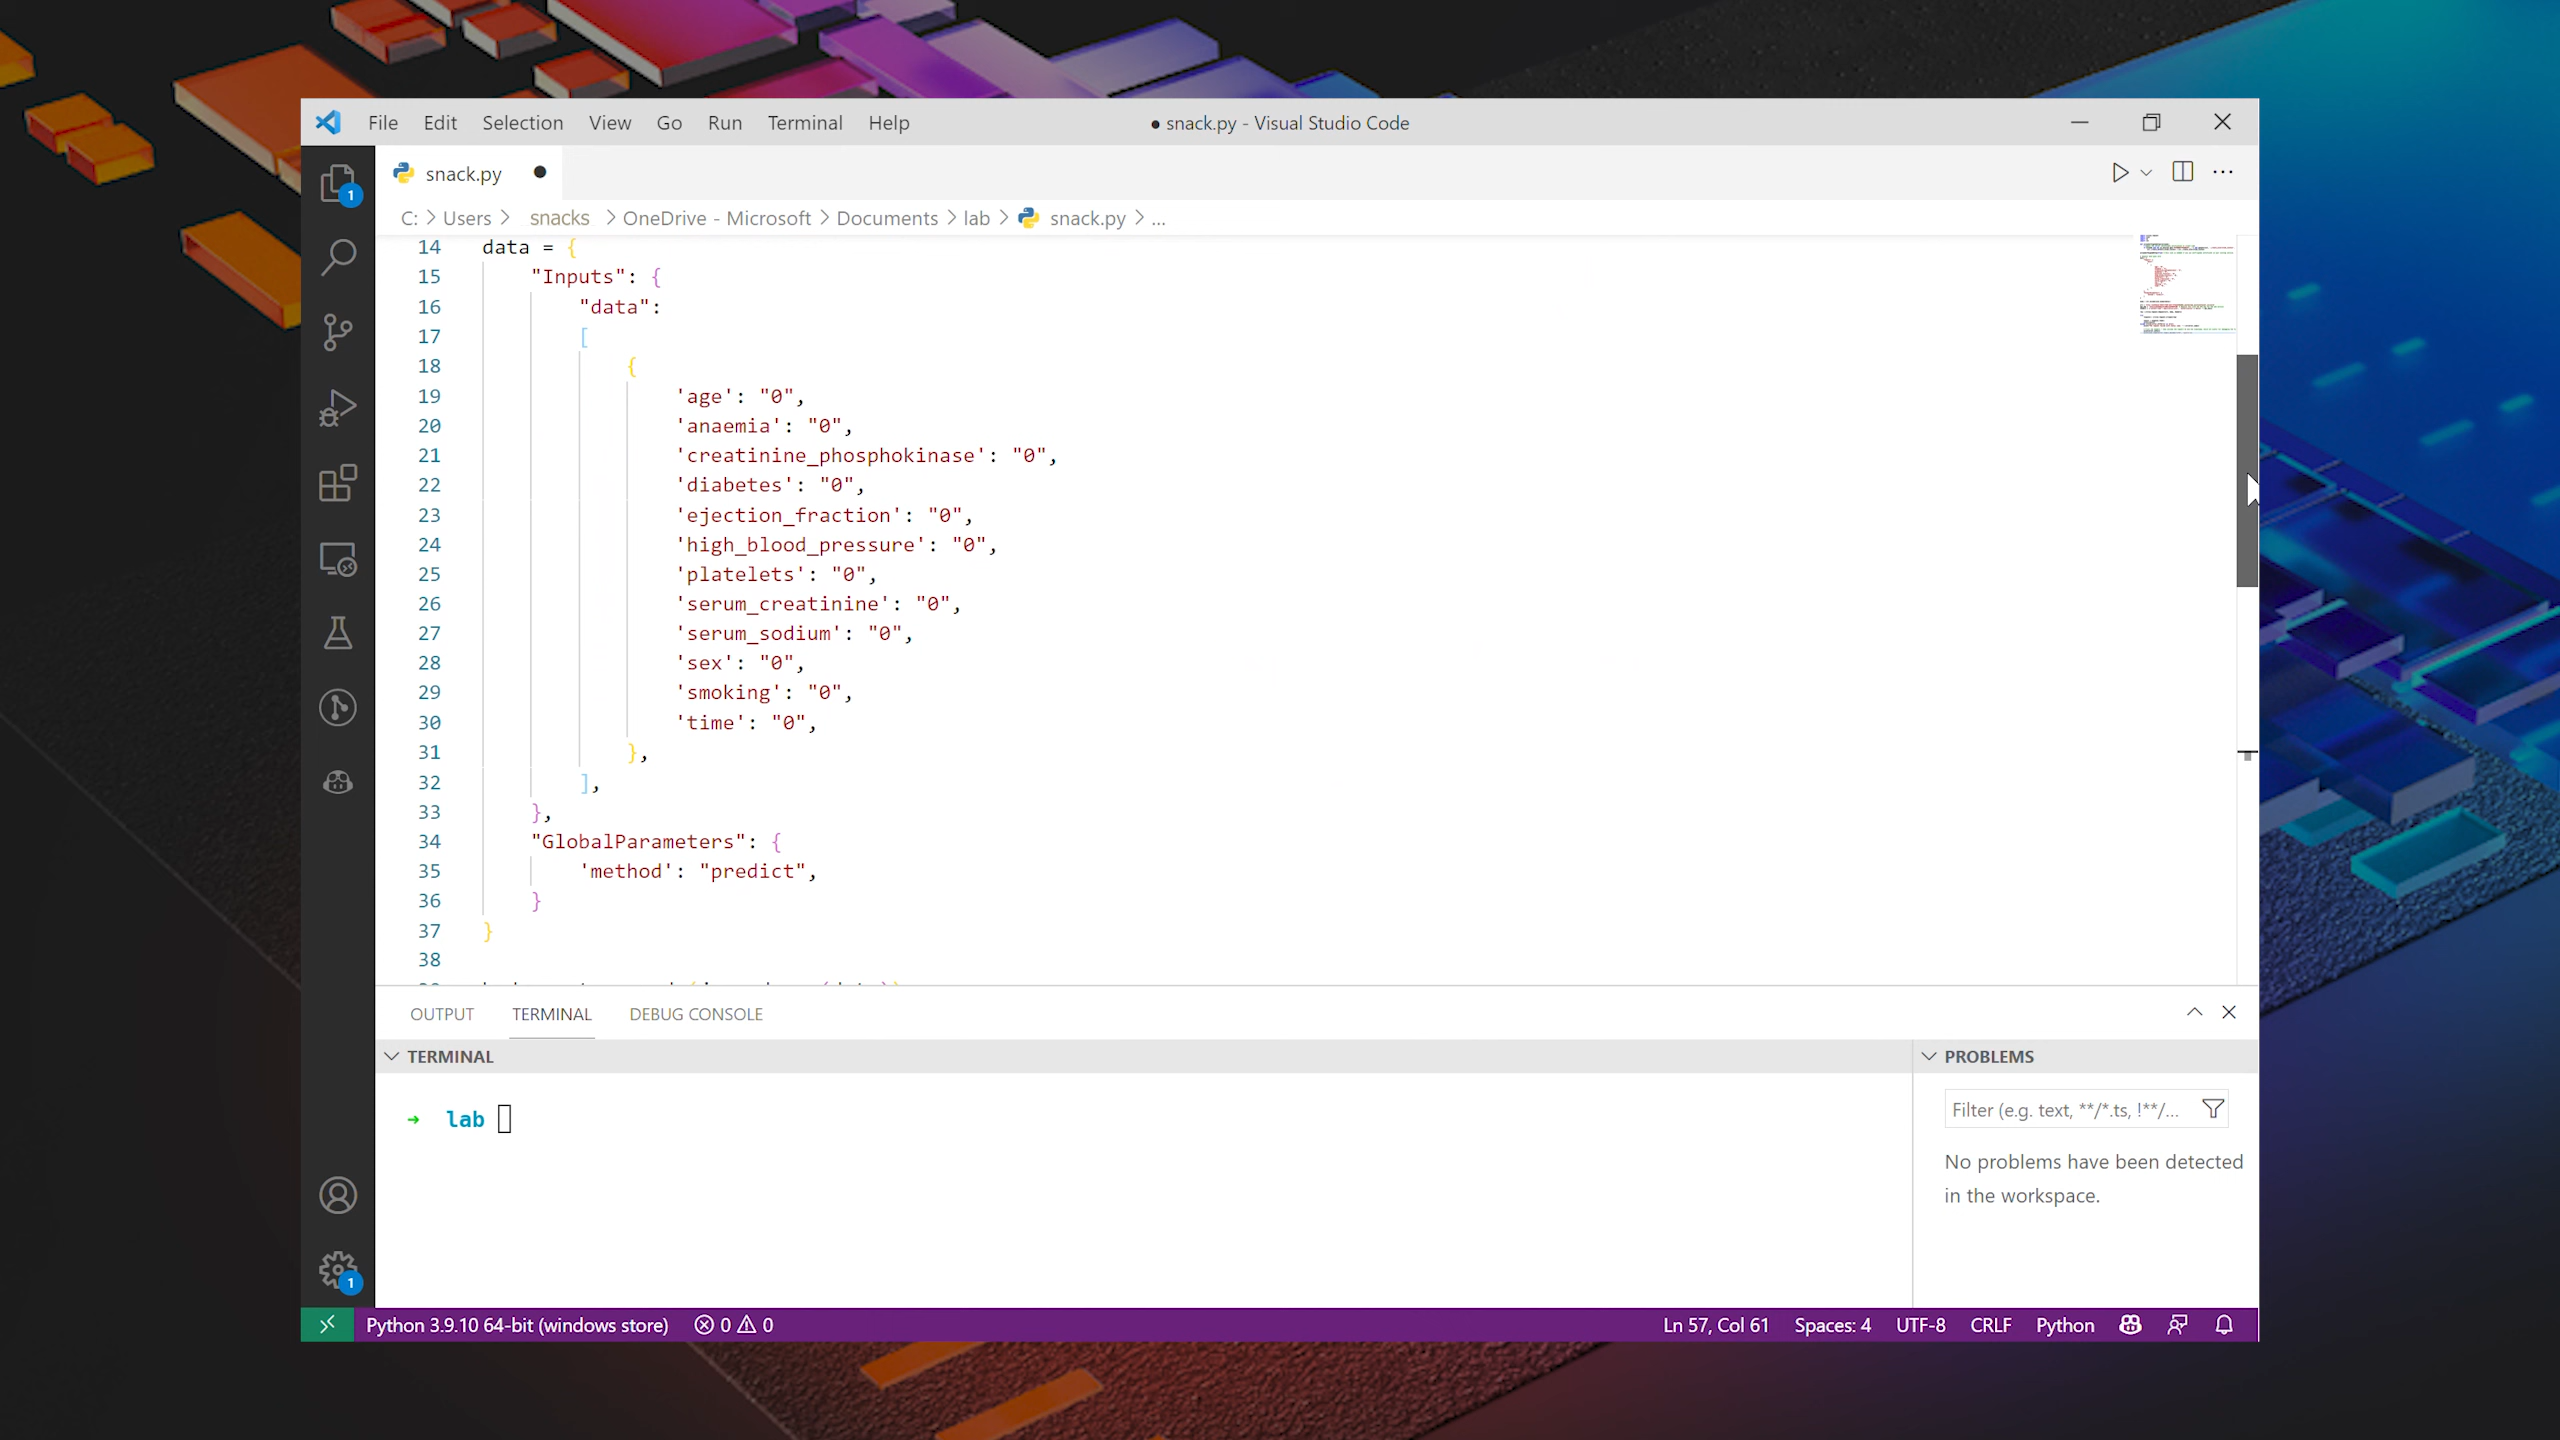 File Edit Selection View Go Run Terminal Help
● snack.py - Visual Studio Code
1
snack.py
C: > Users > snacks > OneDrive - Microsoft > Documents > lab > snack.py > ...
14 data = {
15 "Inputs": {
16 "data":
17 [
18 {
19 'age': "0",
20 'anaemia': "0",
21 'creatinine_phosphokinase': "0",
22 'diabetes': "0",
23 'ejection_fraction': "0",
24 'high_blood_pressure': "0",
25 'platelets': "0",
26 'serum_creatinine': "0",
27 'serum_sodium': "0",
28 'sex': "0",
29 'smoking': "0",
30 'time': "0",
31 },
32 ],
33 },
34 "GlobalParameters": {
35 'method': "predict",
36 }
37 }
38
OUTPUT TERMINAL DEBUG CONSOLE
TERMINAL
→ lab
PROBLEMS
Filter (e.g. text, **/*.ts, !**/...
No problems have been detected
in the workspace.
1
Python 3.9.10 64-bit (windows store) 0 0
Ln 57, Col 61 Spaces: 4 UTF-8 CRLF Python